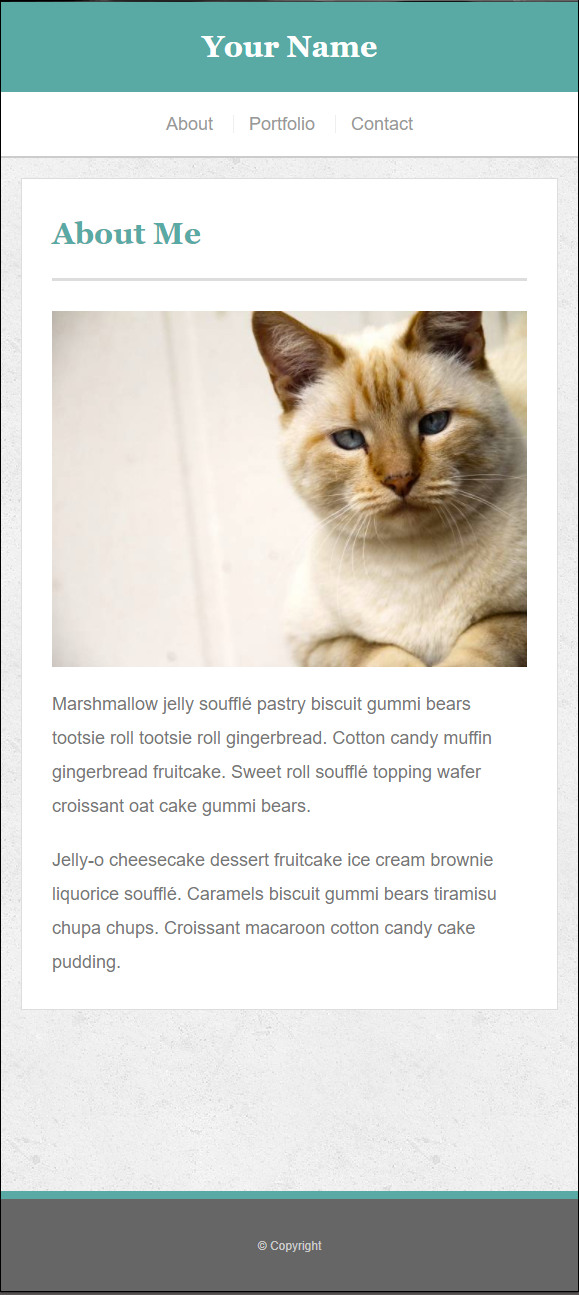 Your Name
About
Portfolio
Contact
About Me
Marshmallow jelly soufflé pastry biscuit gummi bears
tootsie roll tootsie roll gingerbread. Cotton candy muffin
gingerbread fruitcake. Sweet roll soufflé topping wafer
croissant oat cake gummi bears.
Jelly-o cheesecake dessert fruitcake ice cream brownie
liquorice soufflé. Caramels biscuit gummi bears tiramisu
chupa chups. Croissant macaroon cotton candy cake
pudding.
© Copyright